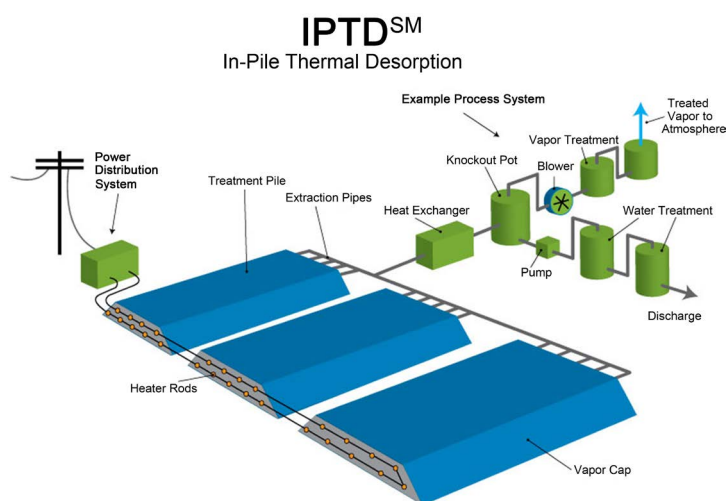 IPTD℠
In-Pile Thermal Desorption
Example Process System
Treated
Vapor to
Atmosphere
Vapor Treatment
Blower
Knockout Pot
Power
Distribution
System
Treatment Pile
Extraction Pipes
Heat Exchanger
Water Treatment
Pump
Discharge
Heater Rods
Vapor Cap